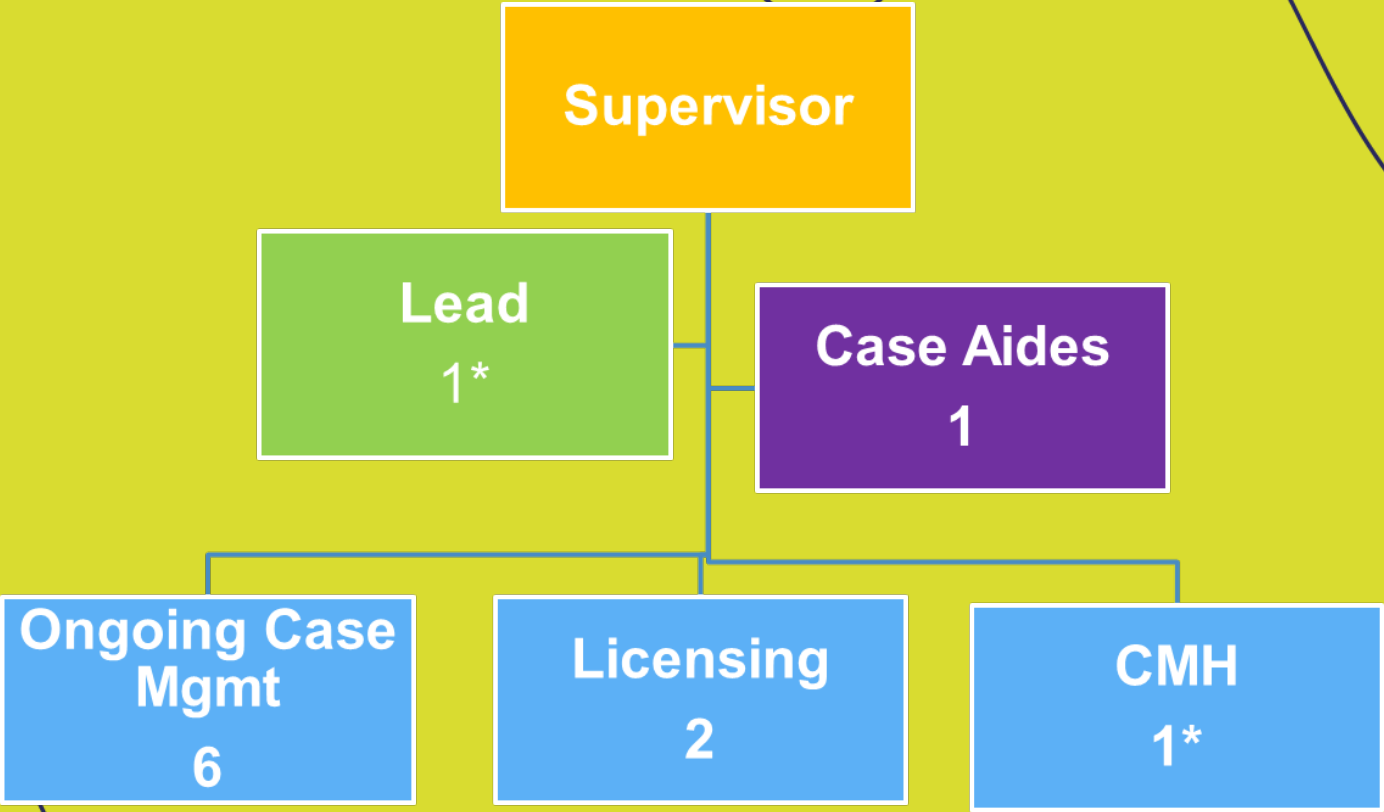 Supervisor
Lead
1*
Case Aides
1
Ongoing Case
Mgmt
6
Licensing
2
CMH
1*